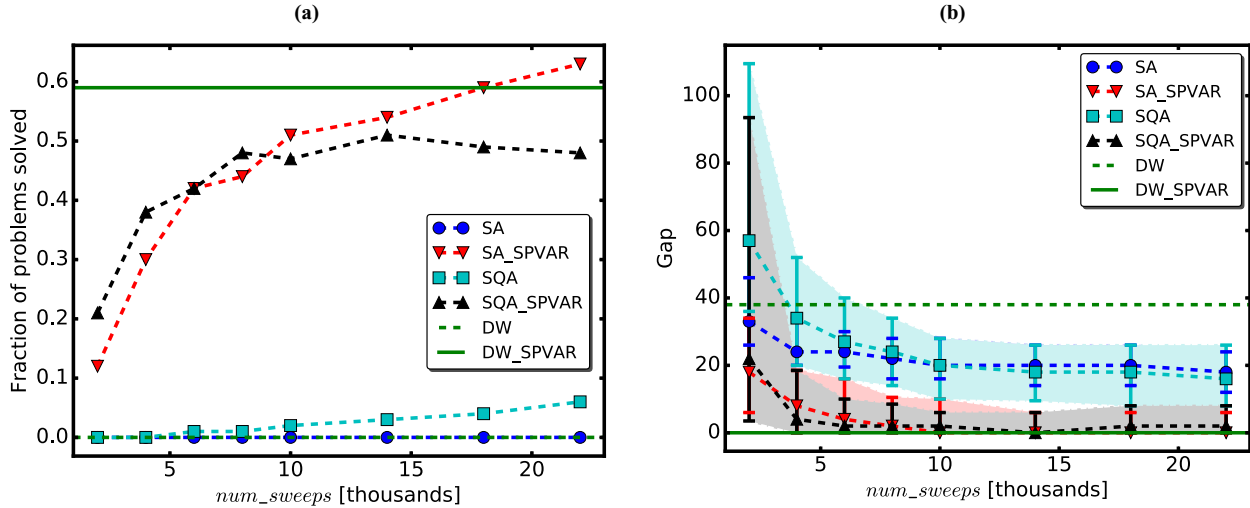 (a)
Fraction of problems solved
0.6
0.5
0.4
0.3
0.2
0.1
0.0
5
10
15
20
num_sweeps [thousands]
SA
SA_SPVAR
SQA
SQA_SPVAR
DW
DW_SPVAR
(b)
Gap
100
80
60
40
20
0
5
10
15
20
num_sweeps [thousands]
SA
SA_SPVAR
SQA
SQA_SPVAR
DW
DW_SPVAR